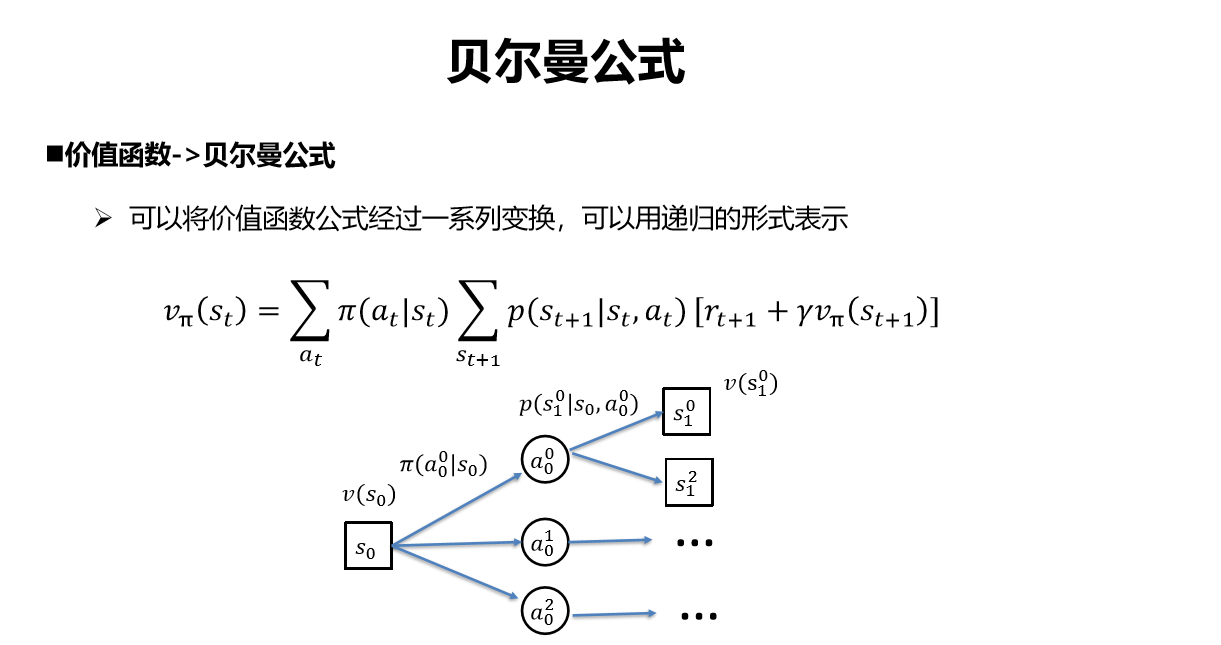 贝尔曼公式
■价值函数->贝尔曼公式
➢ 可以将价值函数公式经过一系列变换，可以用递归的形式表示
$v_{\pi}(s_t) = \sum_{a_t} \pi(a_t|s_t) \sum_{s_{t+1}} p(s_{t+1}|s_t, a_t) [r_{t+1} + \gamma v_{\pi}(s_{t+1})]$
$v(s_1^0)$
$p(s_1^0|s_0, a_0^0)$
$s_1^0$
$\pi(a_0^0|s_0)$
$a_0^0$
$s_1^2$
$v(s_0)$
$s_0$
$a_0^1$
•••
$a_0^2$
•••